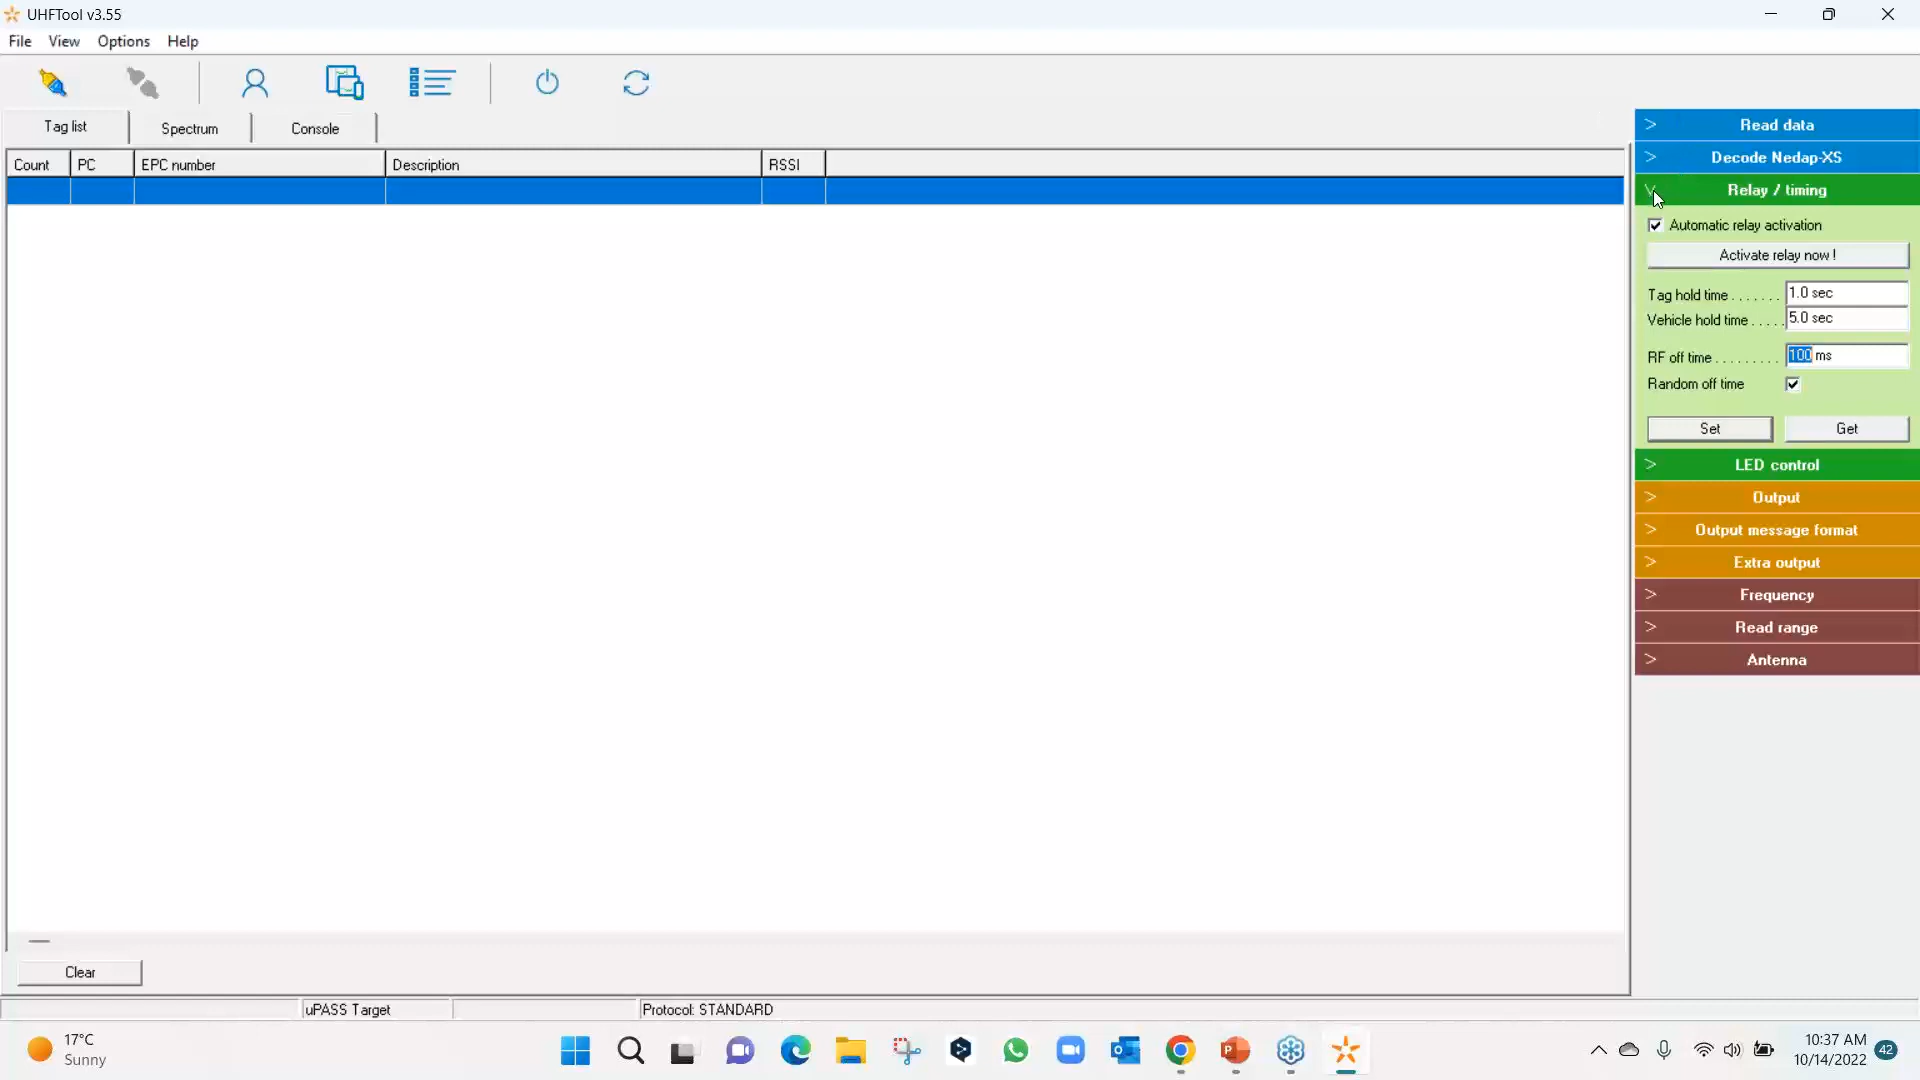 UHFTool v3.55
File View Options Help
Tag list Spectrum Console
Count PC EPC number Description RSSI
Clear
uPASS Target Protocol: STANDARD
> Read data
> Decode Nedap-XS
Relay / timing
Automatic relay activation
Activate relay now !
Tag hold time . . . . . . . 1.0 sec
Vehicle hold time . . . . . 5.0 sec
RF off time . . . . . . . . . 100 ms
Random off time
Set Get
> LED control
> Output
> Output message format
> Extra output
> Frequency
> Read range
> Antenna
17°C
Sunny
10:37 AM
10/14/2022
42